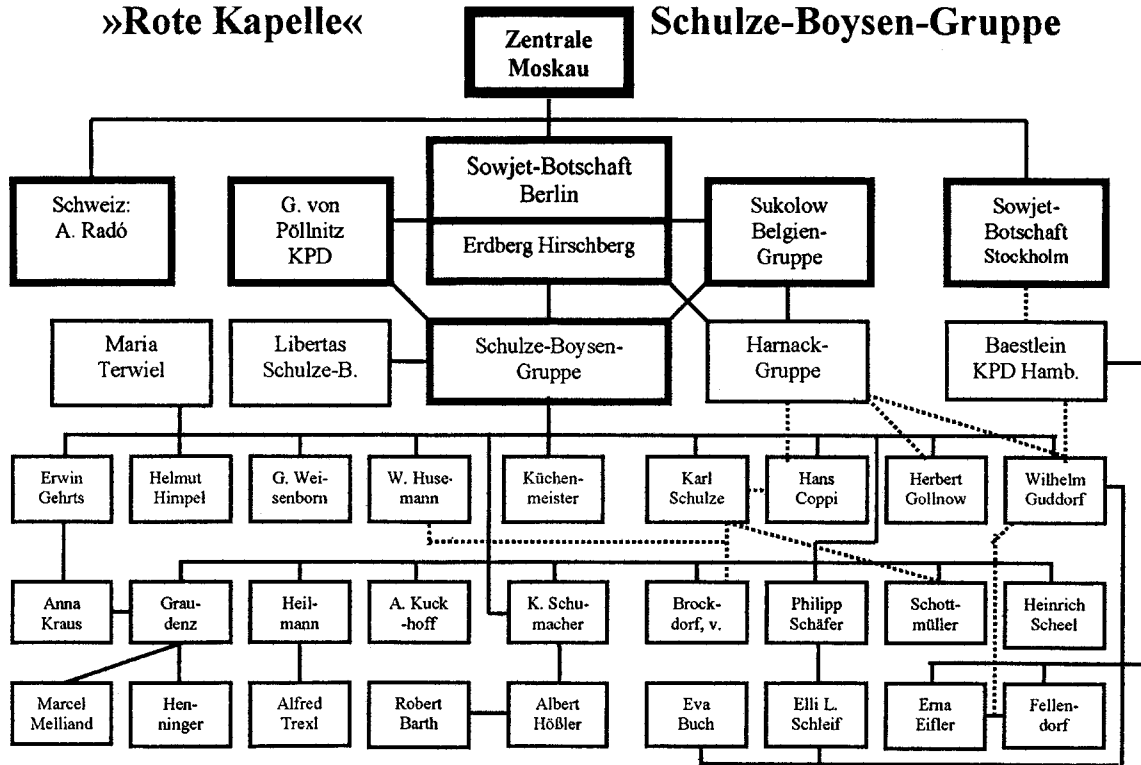 »Rote Kapelle«
Schulze-Boysen-Gruppe
Zentrale
Moskau
Schweiz:
A. Radó
G. von
Pöllnitz
KPD
Sowjet-Botschaft
Berlin
Erdberg Hirschberg
Sukolow
Belgien-
Gruppe
Sowjet-
Botschaft
Stockholm
Maria
Terwiel
Libertas
Schulze-B.
Schulze-Boysen-
Gruppe
Harnack-
Gruppe
Baestlein
KPD Hamb.
Erwin
Gehrts
Helmut
Himpel
G. Wei-
senborn
W. Huse-
mann
Küchen-
meister
Karl
Schulze
Hans
Coppi
Herbert
Gollnow
Wilhelm
Guddorf
Anna
Kraus
Grau-
denz
Heil-
mann
A. Kuck
-hoff
K. Schu-
macher
Brock-
dorf, v.
Philipp
Schäfer
Schott-
müller
Heinrich
Scheel
Marcel
Melliand
Hen-
ninger
Alfred
Trexl
Robert
Barth
Albert
Hößler
Eva
Buch
Elli L.
Schleif
Erna
Eifler
Fellen-
dorf